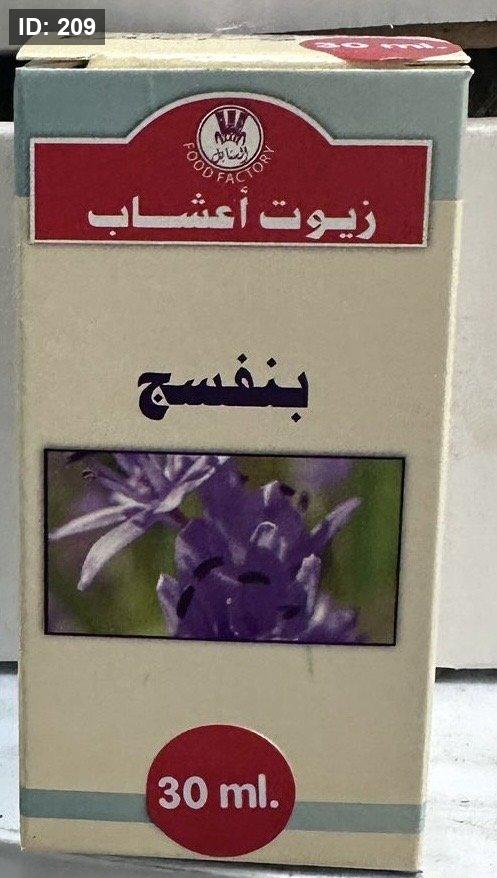 ID: 209
30 ml.
FOOD FACTORY
زيوت أعشاب
بنفسج
30 ml.